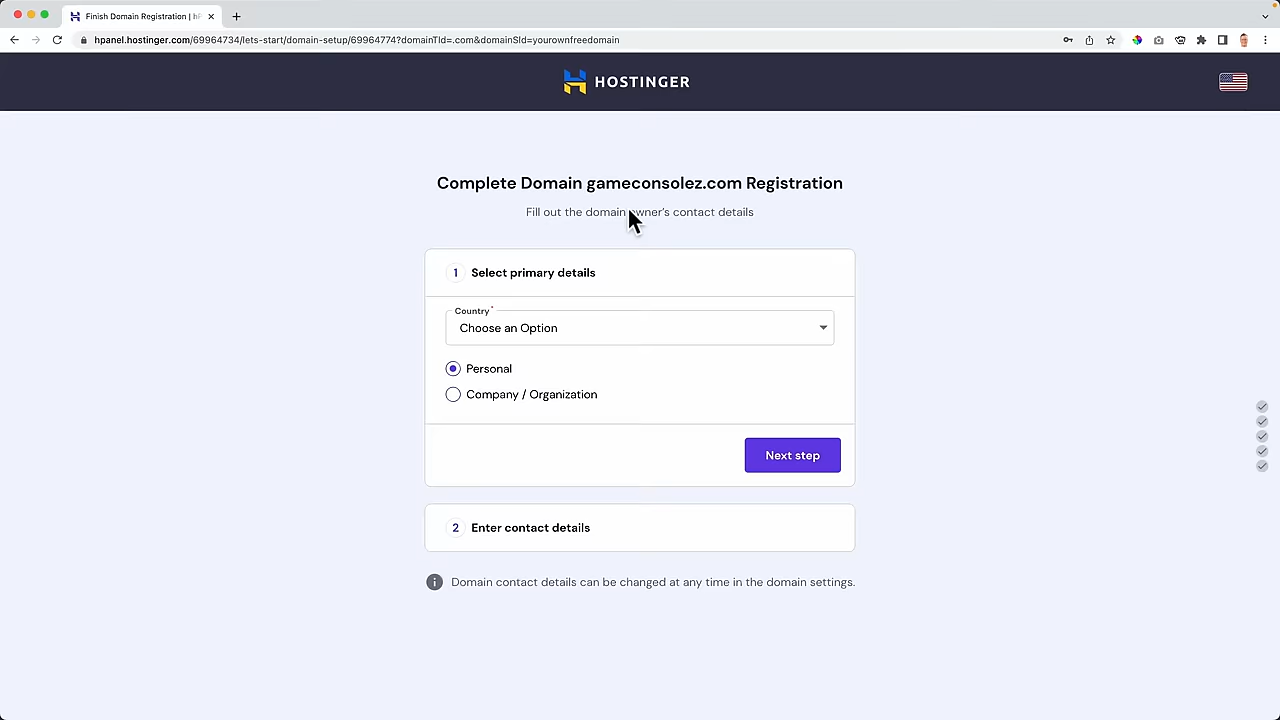 Finish Domain Registration | hP
hpanel.hostinger.com/69964734/lets-start/domain-setup/69964774?domainTld=.com&domainSld=yourownfreedomain
HOSTINGER
Complete Domain gameconsolez.com Registration
Fill out the domain owner's contact details
1 Select primary details
Country*
Choose an Option
Personal
Company / Organization
Next step
2 Enter contact details
Domain contact details can be changed at any time in the domain settings.